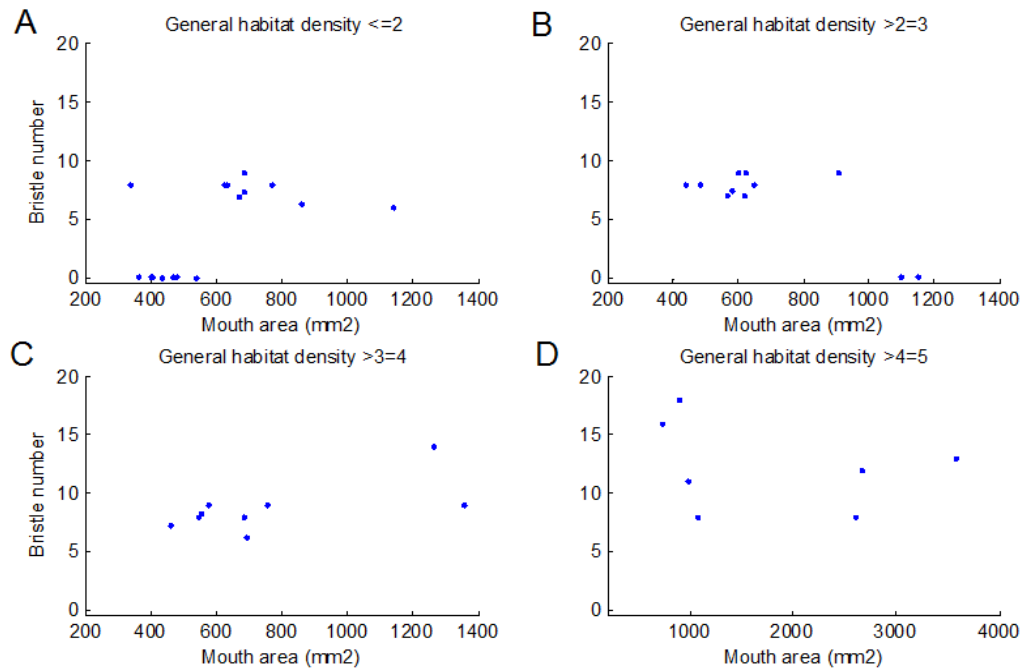 A
General habitat density <=2
20
15
10
5
0
Bristle number
200 400 600 800 1000 1200 1400
Mouth area (mm2)
B
General habitat density >2=3
20
15
10
5
0
200 400 600 800 1000 1200 1400
Mouth area (mm2)
C
General habitat density >3=4
20
15
10
5
0
Bristle number
200 400 600 800 1000 1200 1400
Mouth area (mm2)
D
General habitat density >4=5
20
15
10
5
0
1000 2000 3000 4000
Mouth area (mm2)